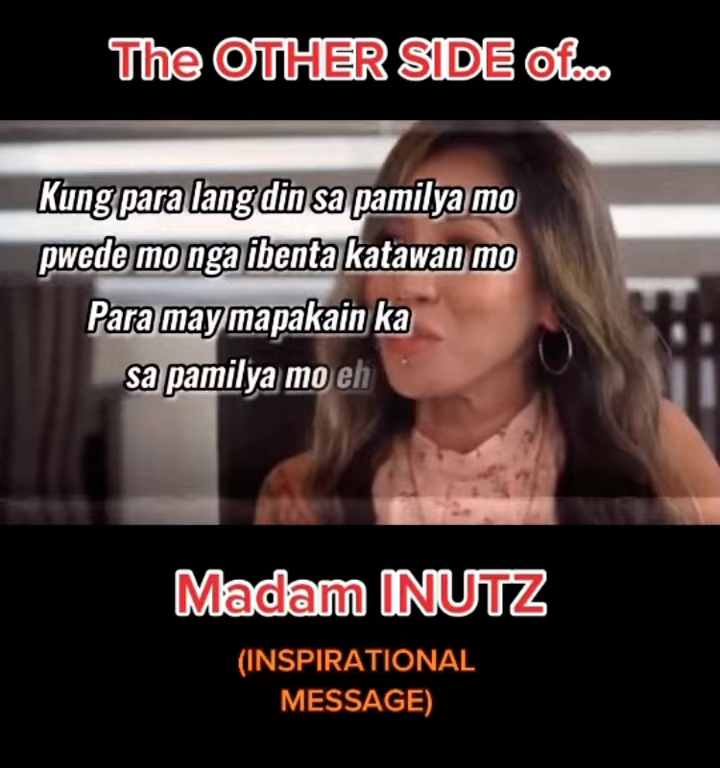 The OTHER SIDE of...
Kung para lang din sa pamilya mo
pwede mo nga ibenta katawan mo
Para may mapakain ka
sa pamilya mo eh
Madam INUTZ
(INSPIRATIONAL
MESSAGE)